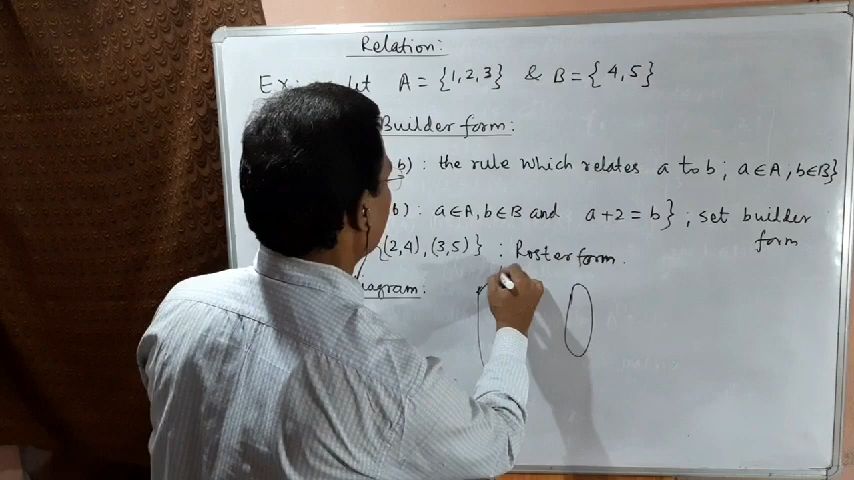 Relation:
Ex: let A = {1,2,3} & B = {4,5}
Builder form:
b) : the rule which relates a to b ; a∈A, b∈B}
b) : a∈A, b∈B and a+2 = b} ; set builder form
{(2,4), (3,5)} : Roster form.
iagram: